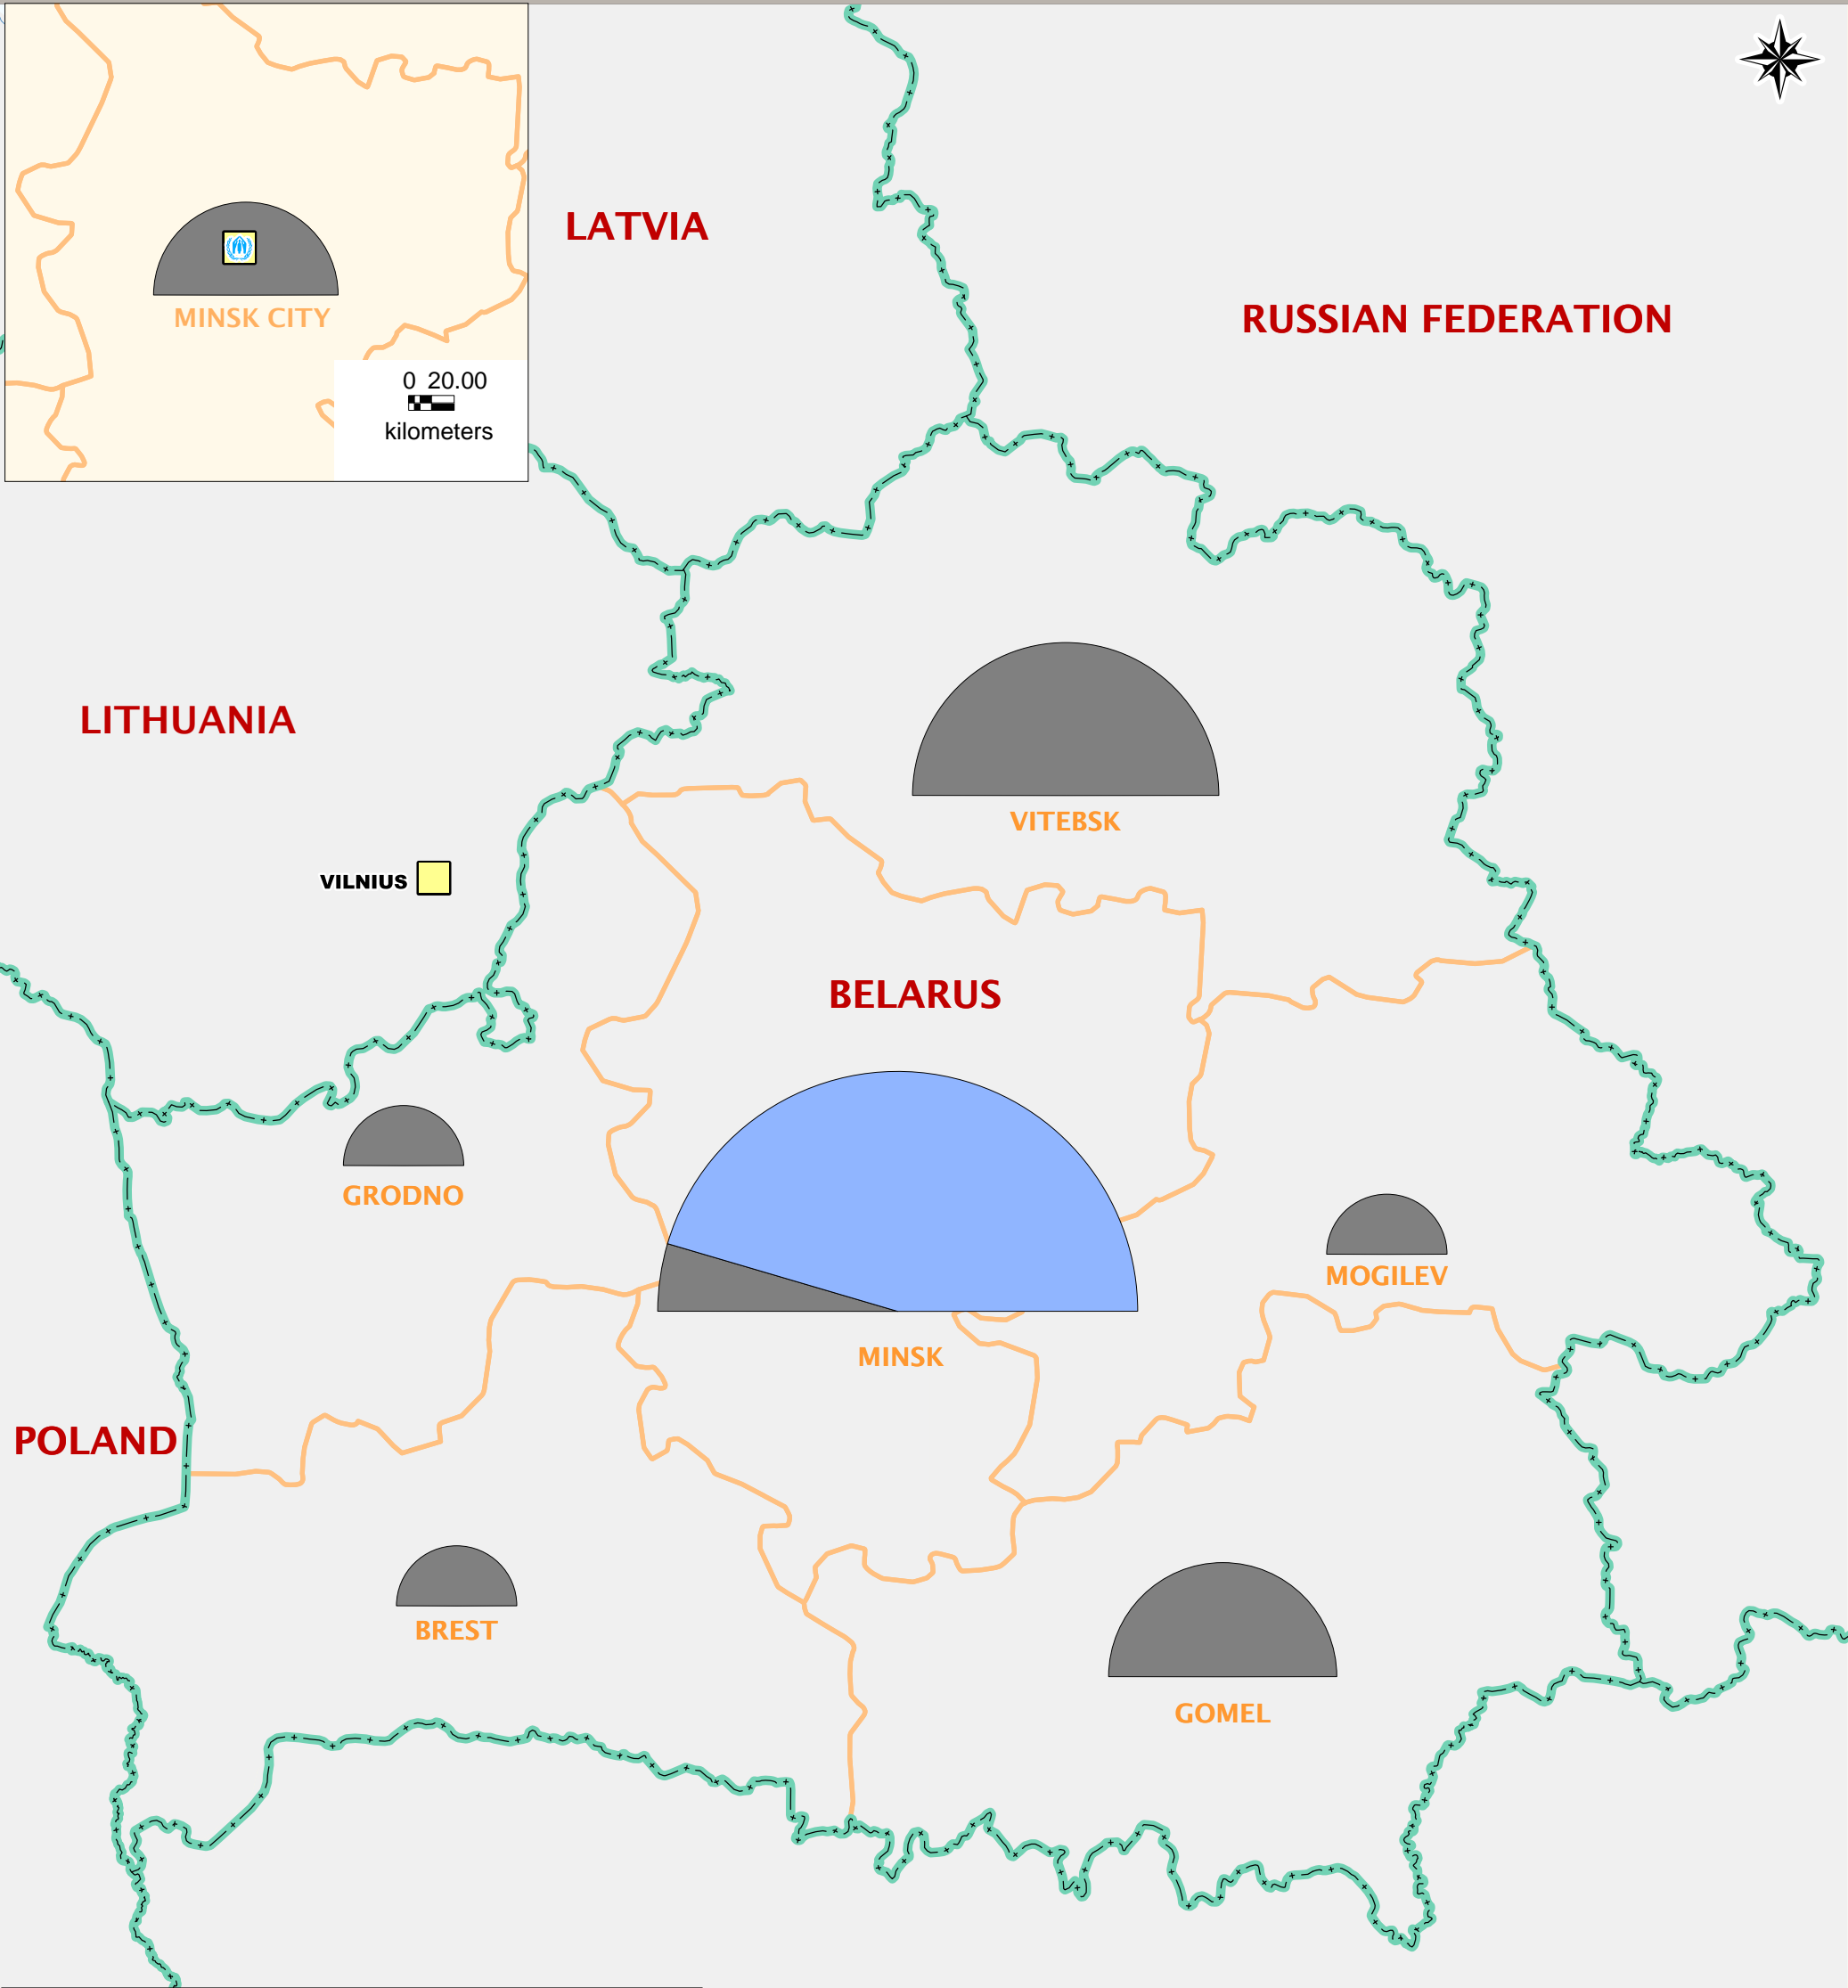 LATVIA
RUSSIAN FEDERATION
MINSK CITY
0 20.00
kilometers
LITHUANIA
VITEBSK
VILNIUS
BELARUS
GRODNO
MOGILEV
MINSK
POLAND
BREST
GOMEL